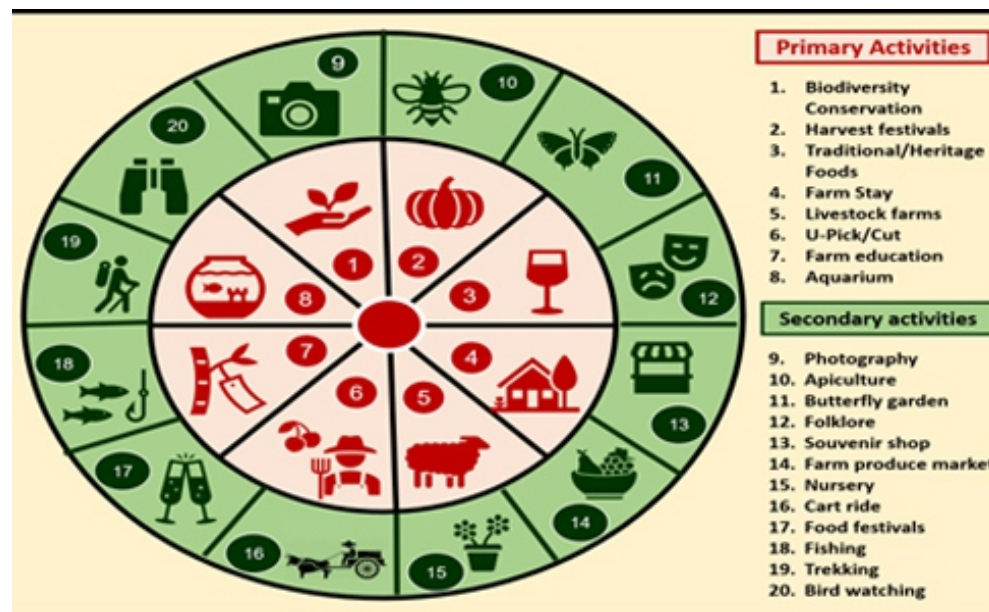 9
10
20
11
19
1
2
8
3
12
7
4
18
6
5
13
17
14
16
15
Primary Activities
1. Biodiversity
Conservation
2. Harvest festivals
3. Traditional/Heritage
Foods
4. Farm Stay
5. Livestock farms
6. U-Pick/Cut
7. Farm education
8. Aquarium
Secondary activities
9. Photography
10. Apiculture
11. Butterfly garden
12. Folklore
13. Souvenir shop
14. Farm produce market
15. Nursery
16. Cart ride
17. Food festivals
18. Fishing
19. Trekking
20. Bird watching